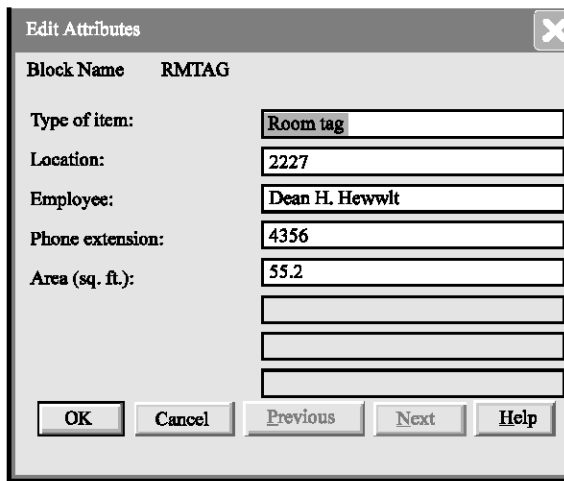 Edit Attributes
Block Name RMTAG
Type of item: Room tag
Location: 2227
Employee: Dean H. Hewwlt
Phone extension: 4356
Area (sq. ft.): 55.2
OK Cancel Previous Next Help